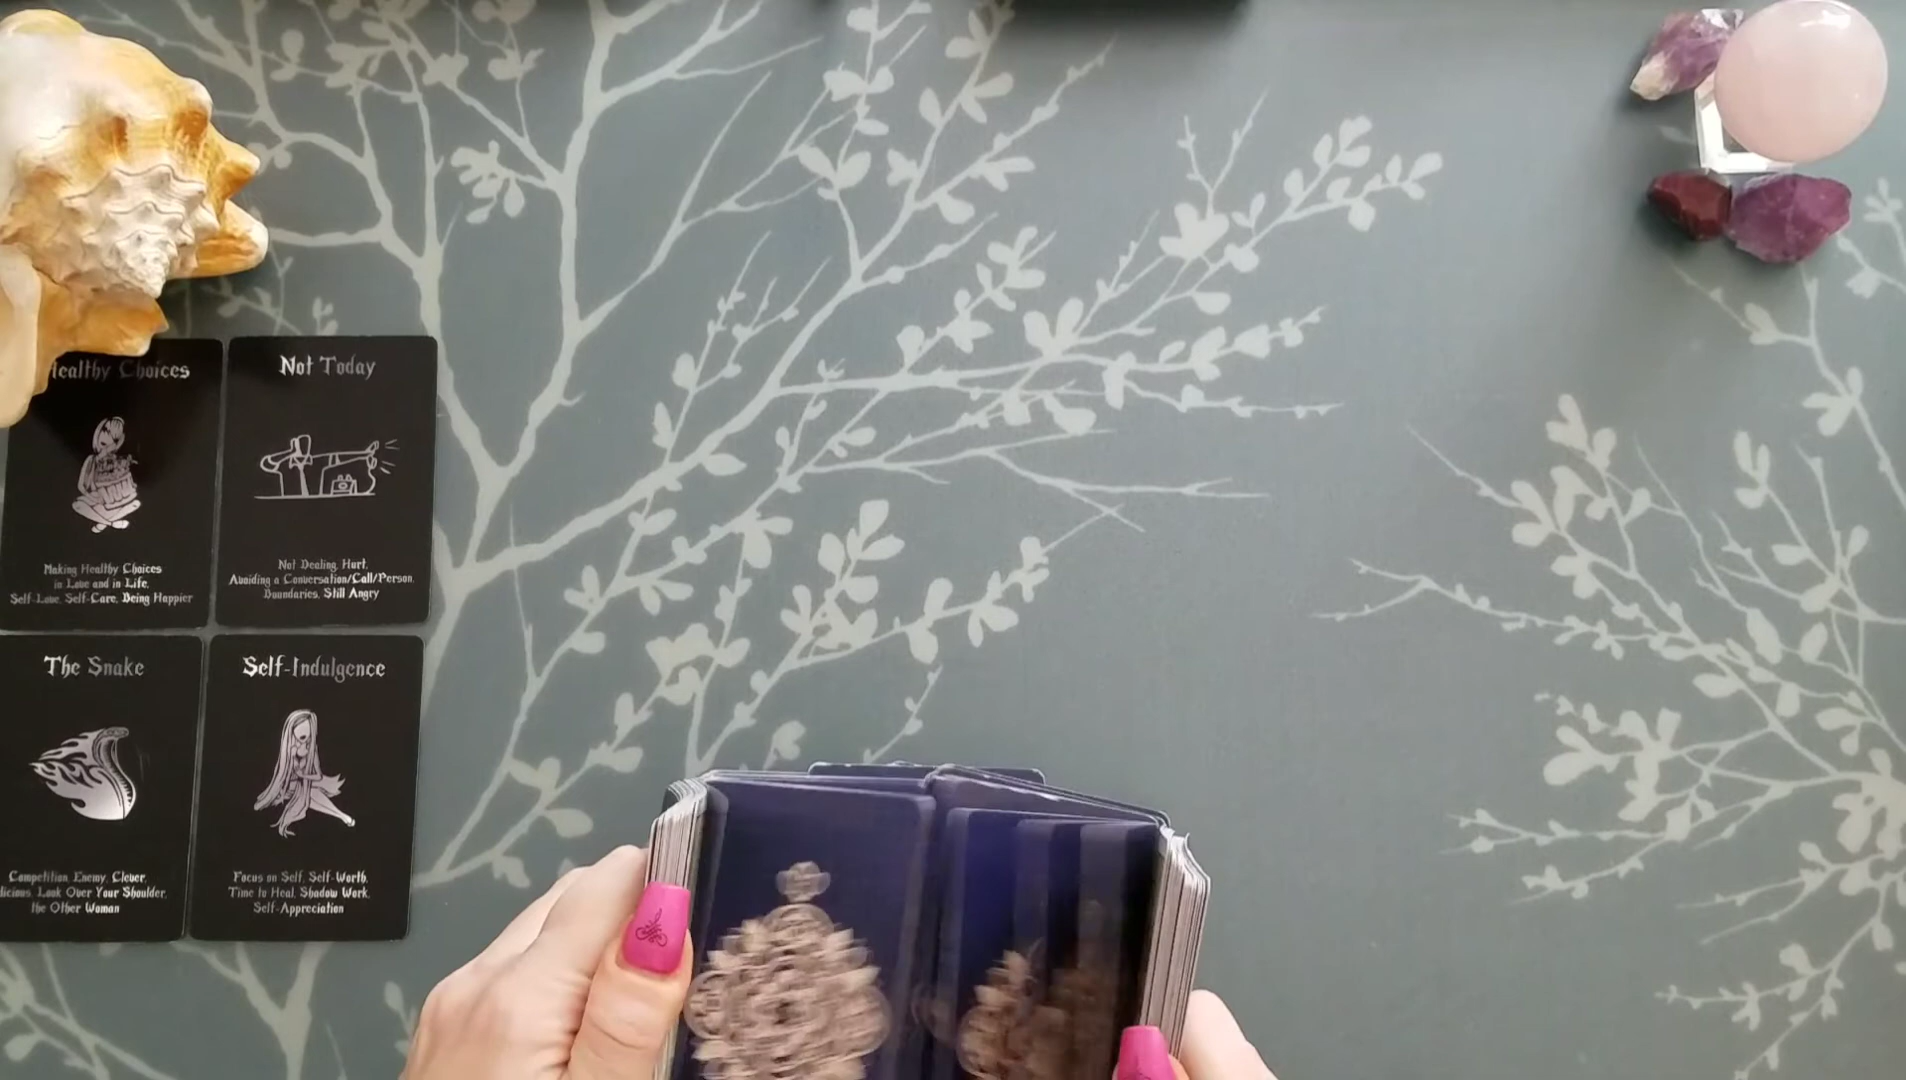 Healthy Choices
Making Healthy Choices
in Love and in Life,
Self-Love, Self-Care, Being Happier
Not Today
Not Dealing, Hurt,
Avoiding a Conversation/Call/Person,
Boundaries, Still Angry
The Snake
Competition, Enemy, Clever,
Look Over Your Shoulder,
the Other Woman
Self-Indulgence
Focus on Self, Self-Worth,
Time to Heal, Shadow Work,
Self-Appreciation